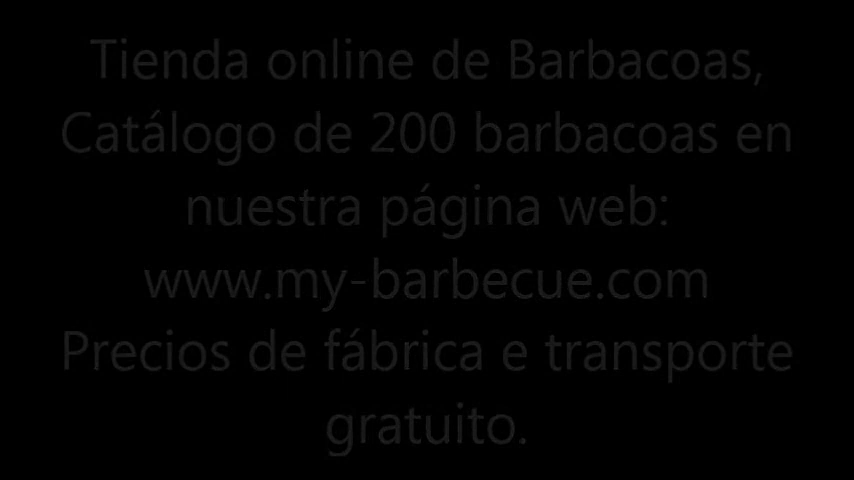 Tienda online de Barbacoas,
Catálogo de 200 barbacoas en
nuestra página web:
www.my-barbecue.com
Precios de fábrica e transporte
gratuito.